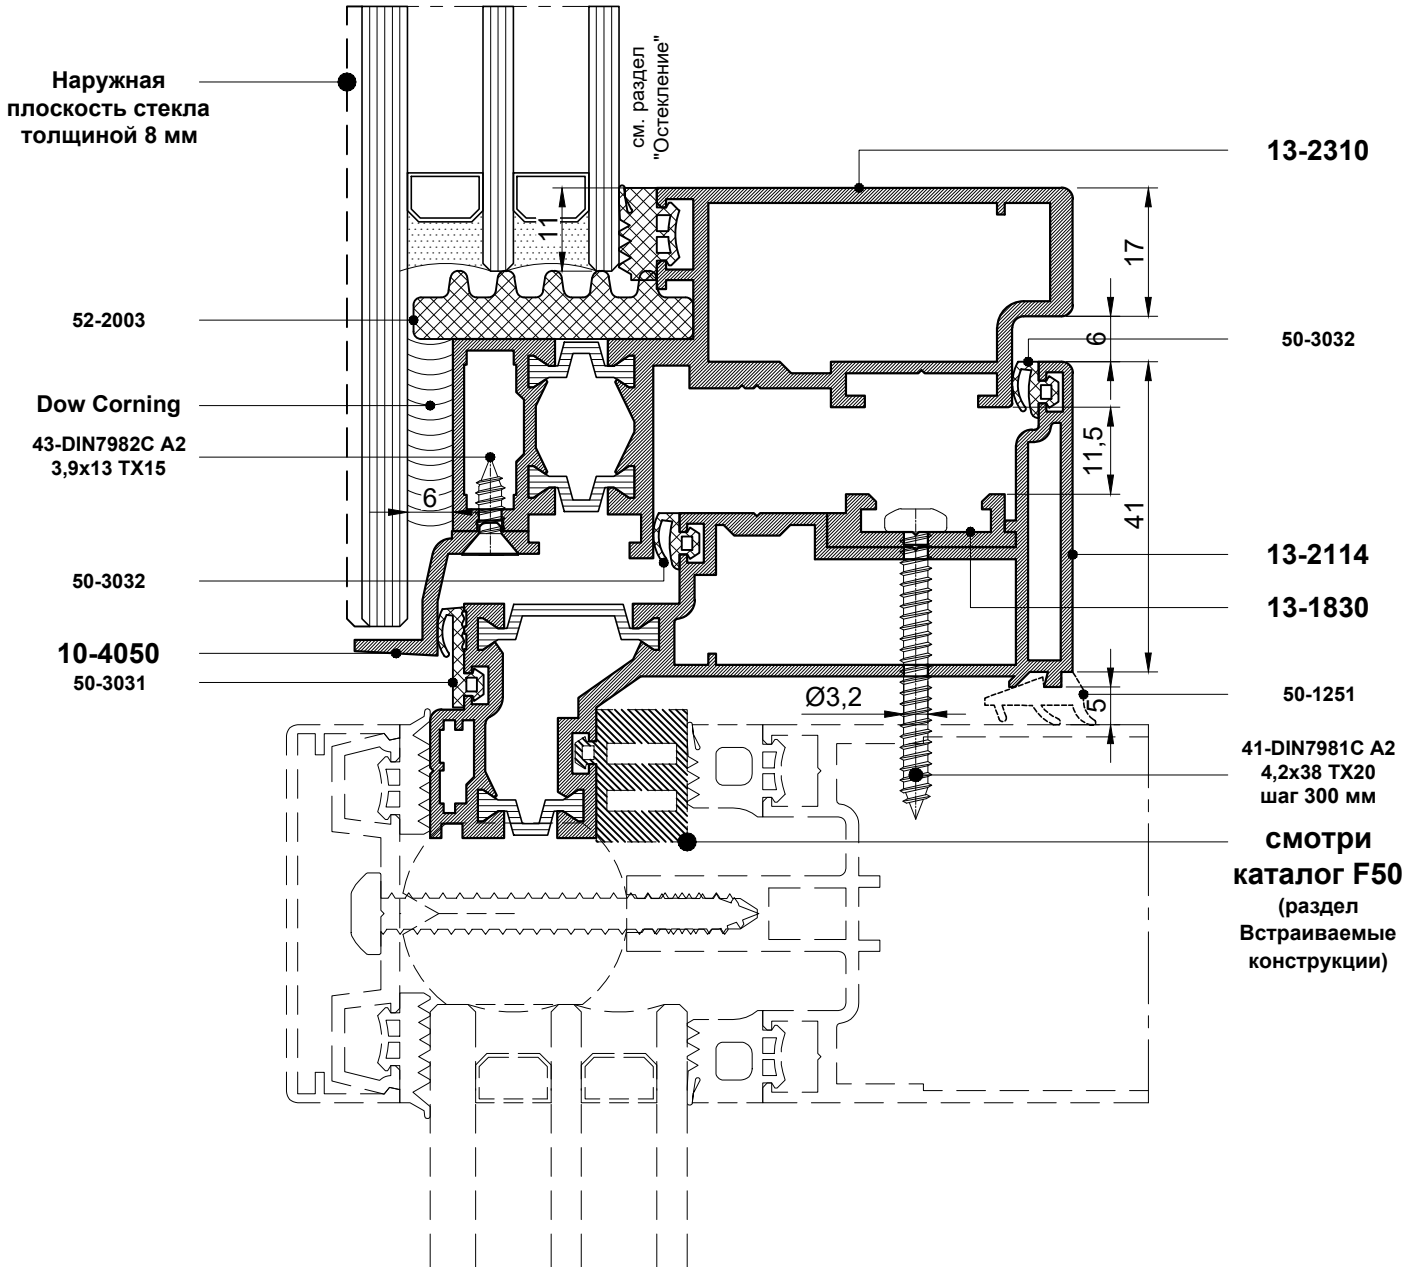 Наружная
плоскость стекла
толщиной 8 мм
см. раздел
"Остекление"
13-2310
11
17
52-2003
6
50-3032
Dow Corning
43-DIN7982C A2
3,9x13 TX15
6
11,5
41
50-3032
13-2114
13-1830
10-4050
50-3031
Ø3,2
5
50-1251
41-DIN7981C A2
4,2x38 TX20
шаг 300 мм
смотри
каталог F50
(раздел
Встраиваемые
конструкции)